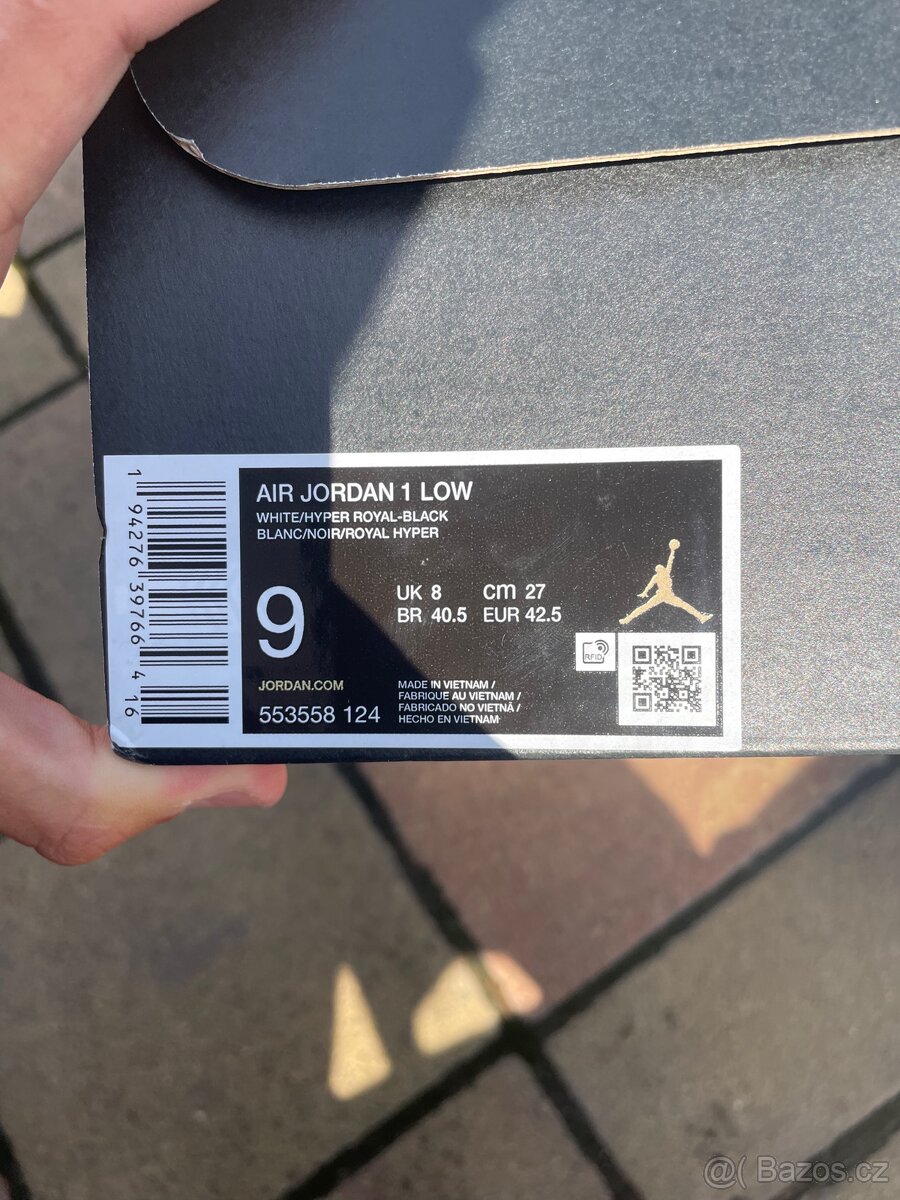 AIR JORDAN 1 LOW
WHITE/HYPER ROYAL-BLACK
BLANC/NOIR/ROYAL HYPER
9
UK 8 cm 27
BR 40.5 EUR 42.5
RFID
JORDAN.COM
553558 124
MADE IN VIETNAM /
FABRIQUE AU VIETNAM /
FABRICADO NO VIETNÃ /
HECHO EN VIETNAM
1 94276 39766 4 16
@( Bazos.cz